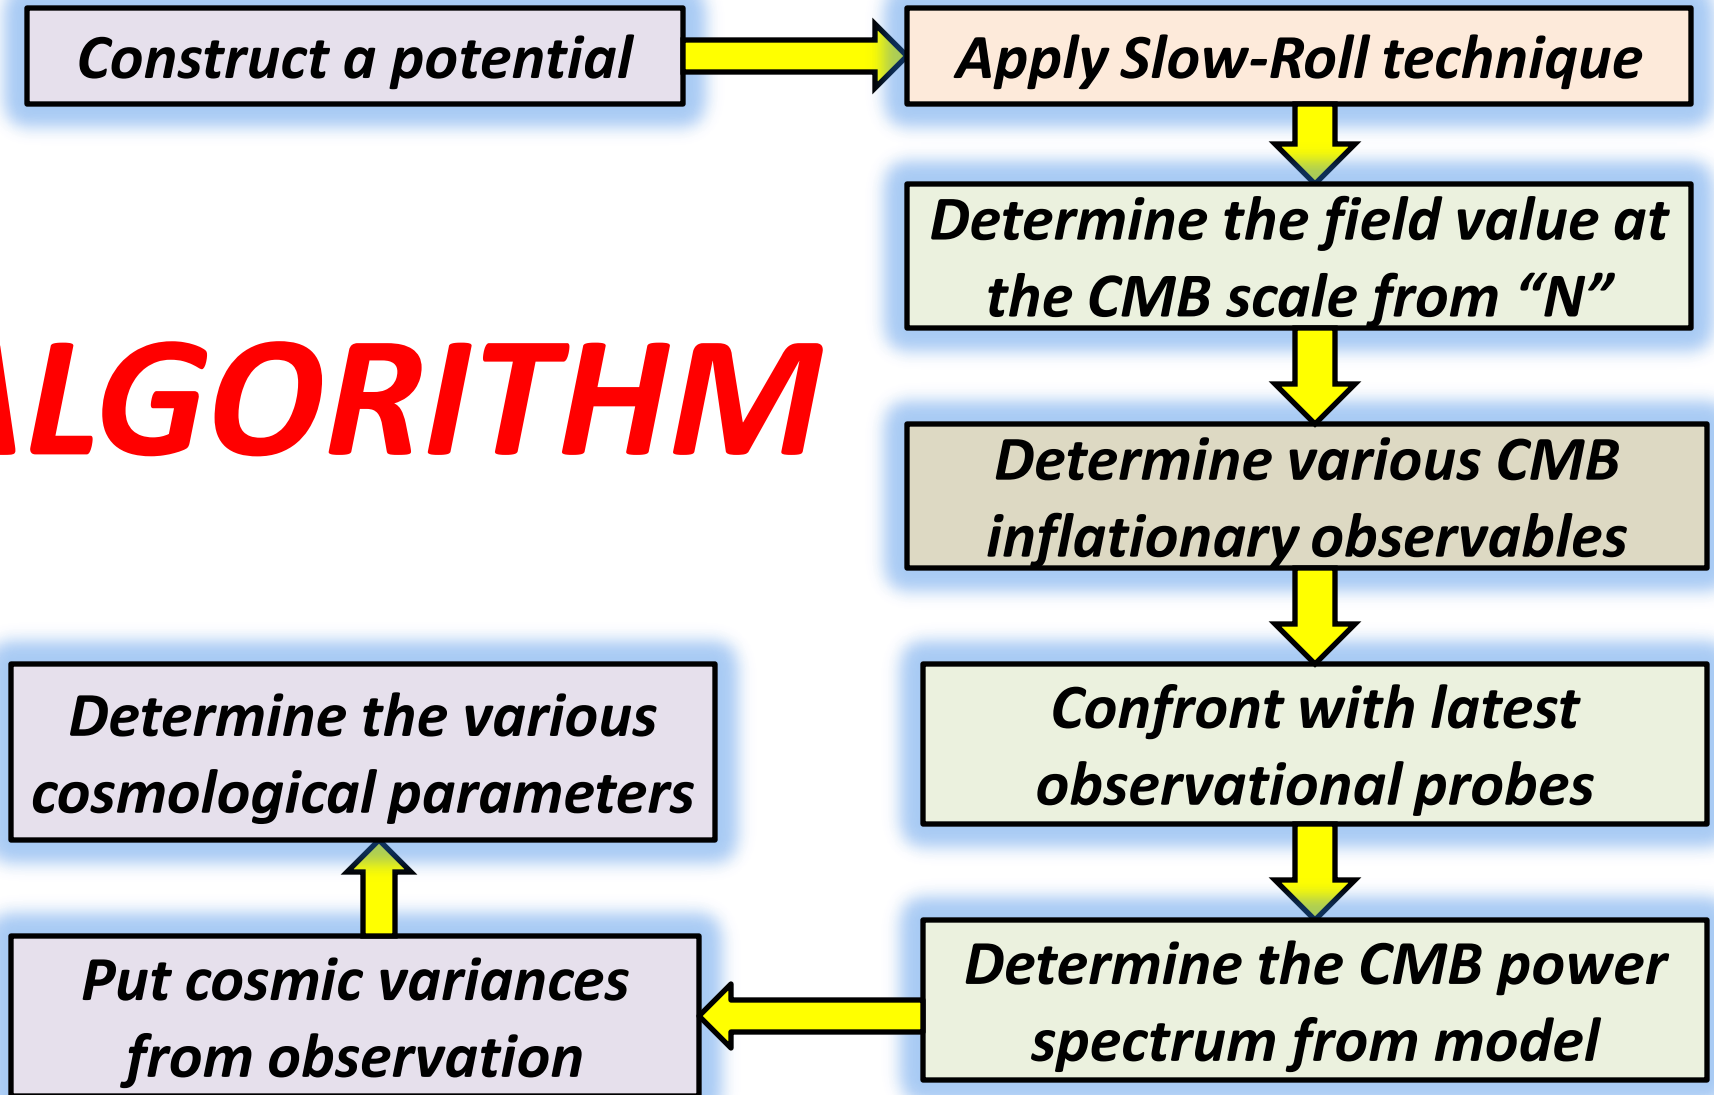 Construct a potential
Apply Slow-Roll technique
Determine the field value at
the CMB scale from “N”
ALGORITHM
Determine various CMB
inflationary observables
Confront with latest
observational probes
Determine the CMB power
spectrum from model
Put cosmic variances
from observation
Determine the various
cosmological parameters